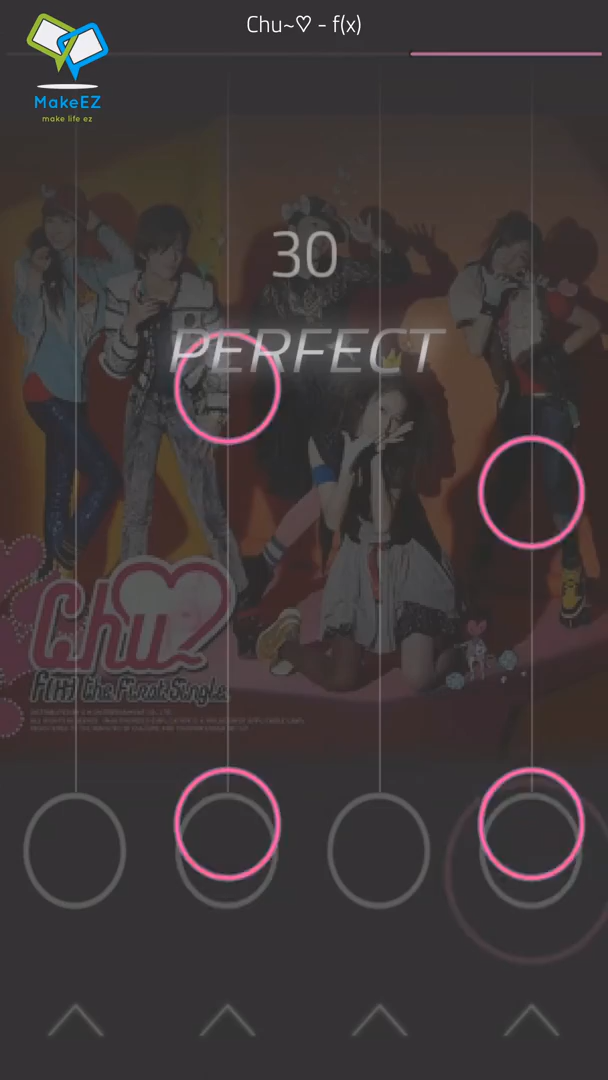 Chu~♡ - f(x)
MakeEZ
make life ez
30
PERFECT
Chu
f(x) the First Single